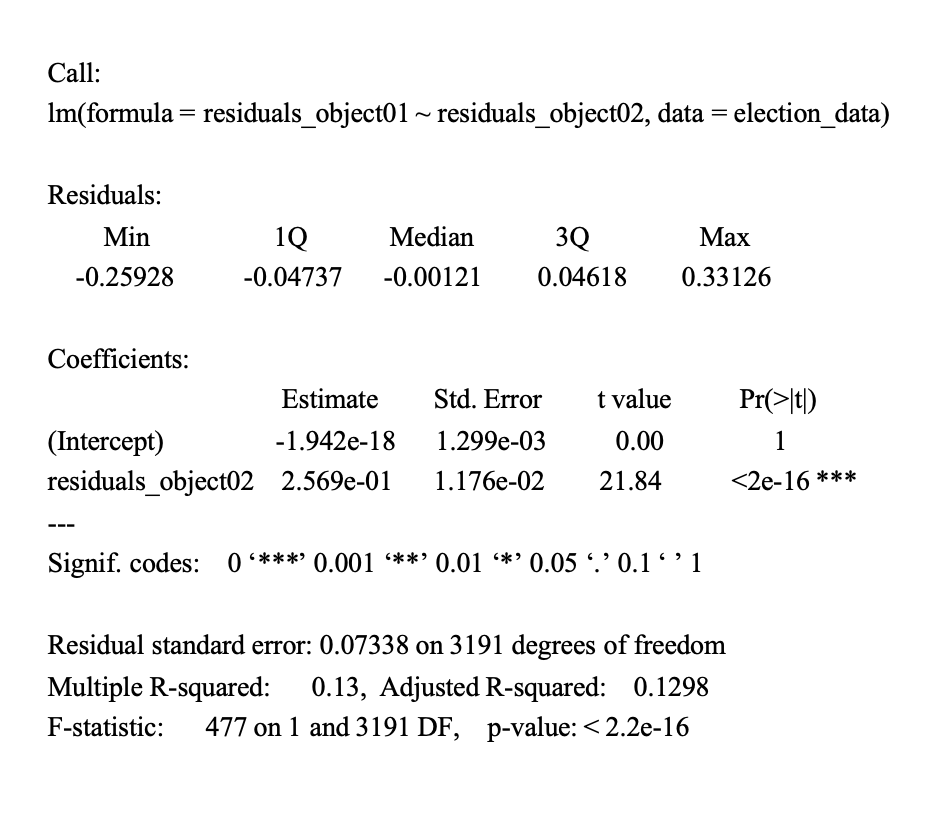 Call:
lm(formula = residuals_object01 ~ residuals_object02, data = election_data)
Residuals:
Min 1Q Median 3Q Max
-0.25928 -0.04737 -0.00121 0.04618 0.33126
Coefficients:
Estimate Std. Error t value Pr(>|t|)
(Intercept) -1.942e-18 1.299e-03 0.00 1
residuals_object02 2.569e-01 1.176e-02 21.84 <2e-16 ***
---
Signif. codes: 0 ‘***’ 0.001 ‘**’ 0.01 ‘*’ 0.05 ‘.’ 0.1 ‘ ’ 1
Residual standard error: 0.07338 on 3191 degrees of freedom
Multiple R-squared: 0.13, Adjusted R-squared: 0.1298
F-statistic: 477 on 1 and 3191 DF, p-value: < 2.2e-16